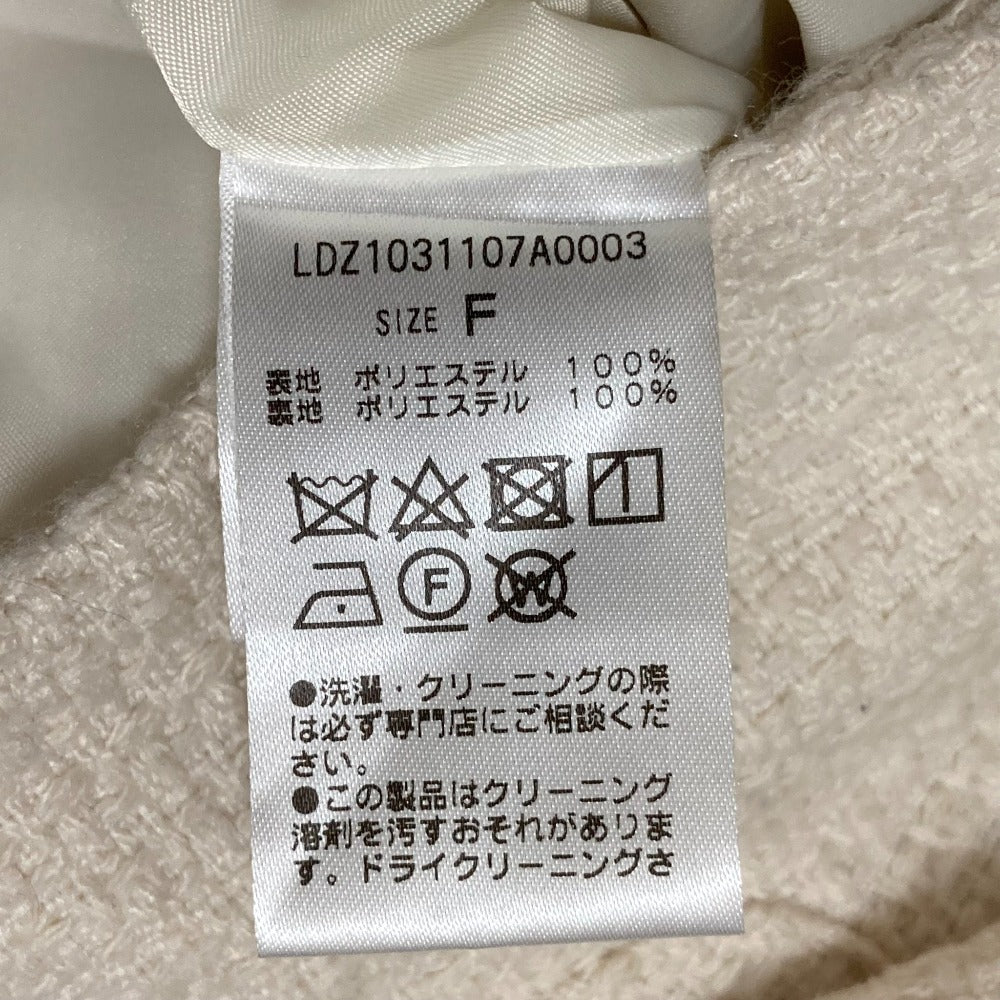 LDZ1031107A0003
SIZE F
表地 ポリエステル 100%
裏地 ポリエステル 100%
F
W
●洗濯・クリーニングの際
は必ず専門店にご相談くだ
さい。
●この製品はクリーニング
溶剤を汚すおそれがありま
す。ドライクリーニングさ